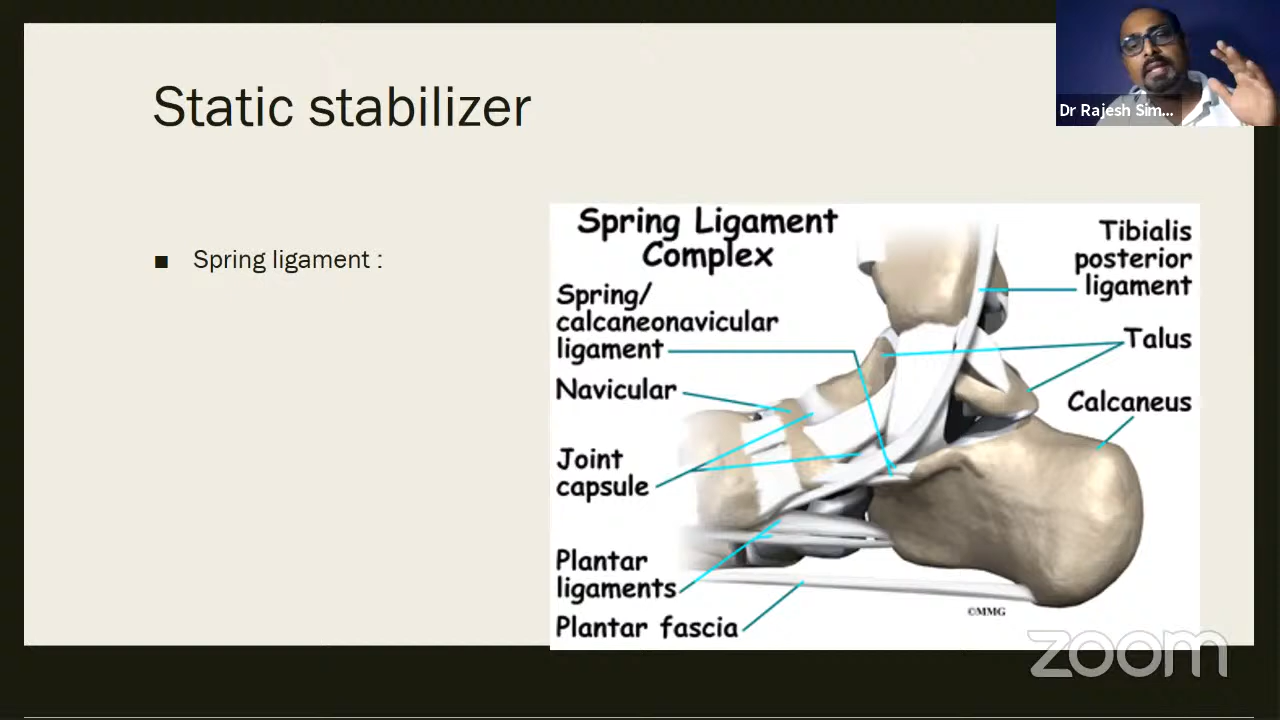 Static stabilizer
Dr Rajesh Sim...
■ Spring ligament :
Spring Ligament
Complex
Spring/
calcaneonavicular
ligament
Navicular
Joint
capsule
Plantar
ligaments
Plantar fascia
Tibialis
posterior
ligament
Talus
Calcaneus
©MMG
zoom